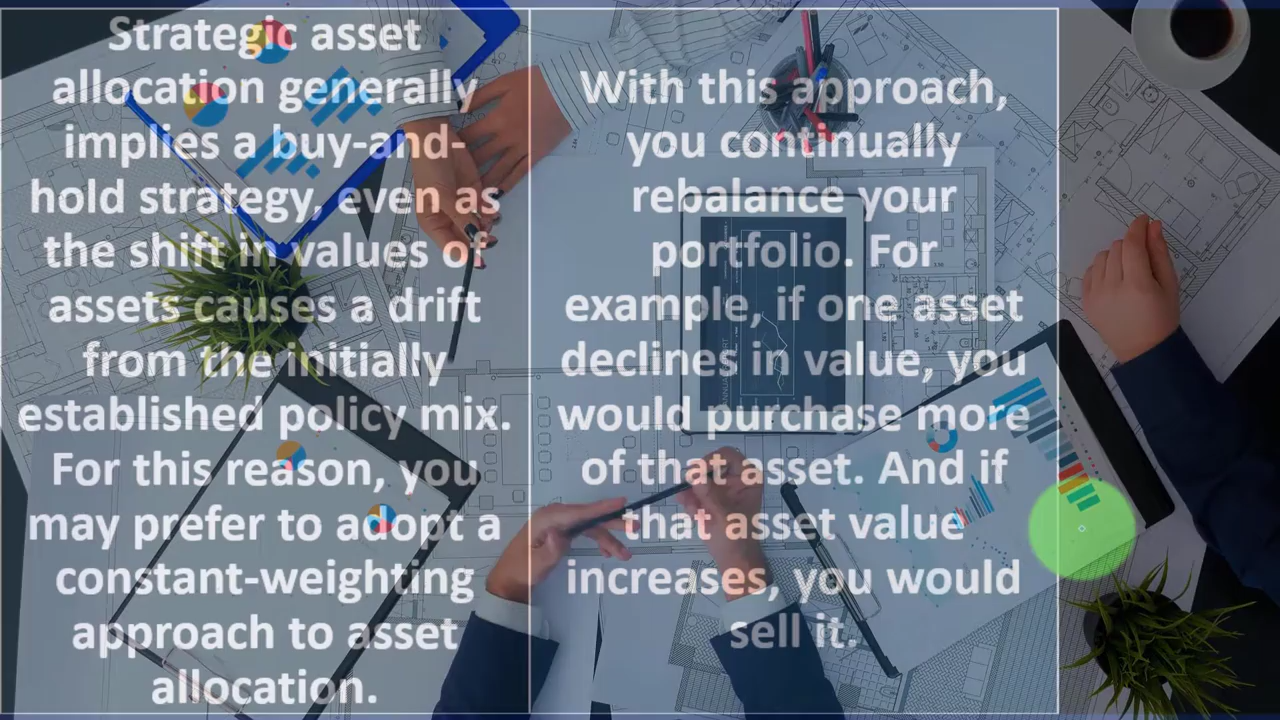 Strategic asset
allocation generally
implies a buy-and-
hold strategy, even as
the shift in values of
assets causes a drift
from the initially
established policy mix.
For this reason, you
may prefer to adopt a
constant-weighting
approach to asset
allocation.
With this approach,
you continually
rebalance your
portfolio. For
example, if one asset
declines in value, you
would purchase more
of that asset. And if
that asset value
increases, you would
sell it.